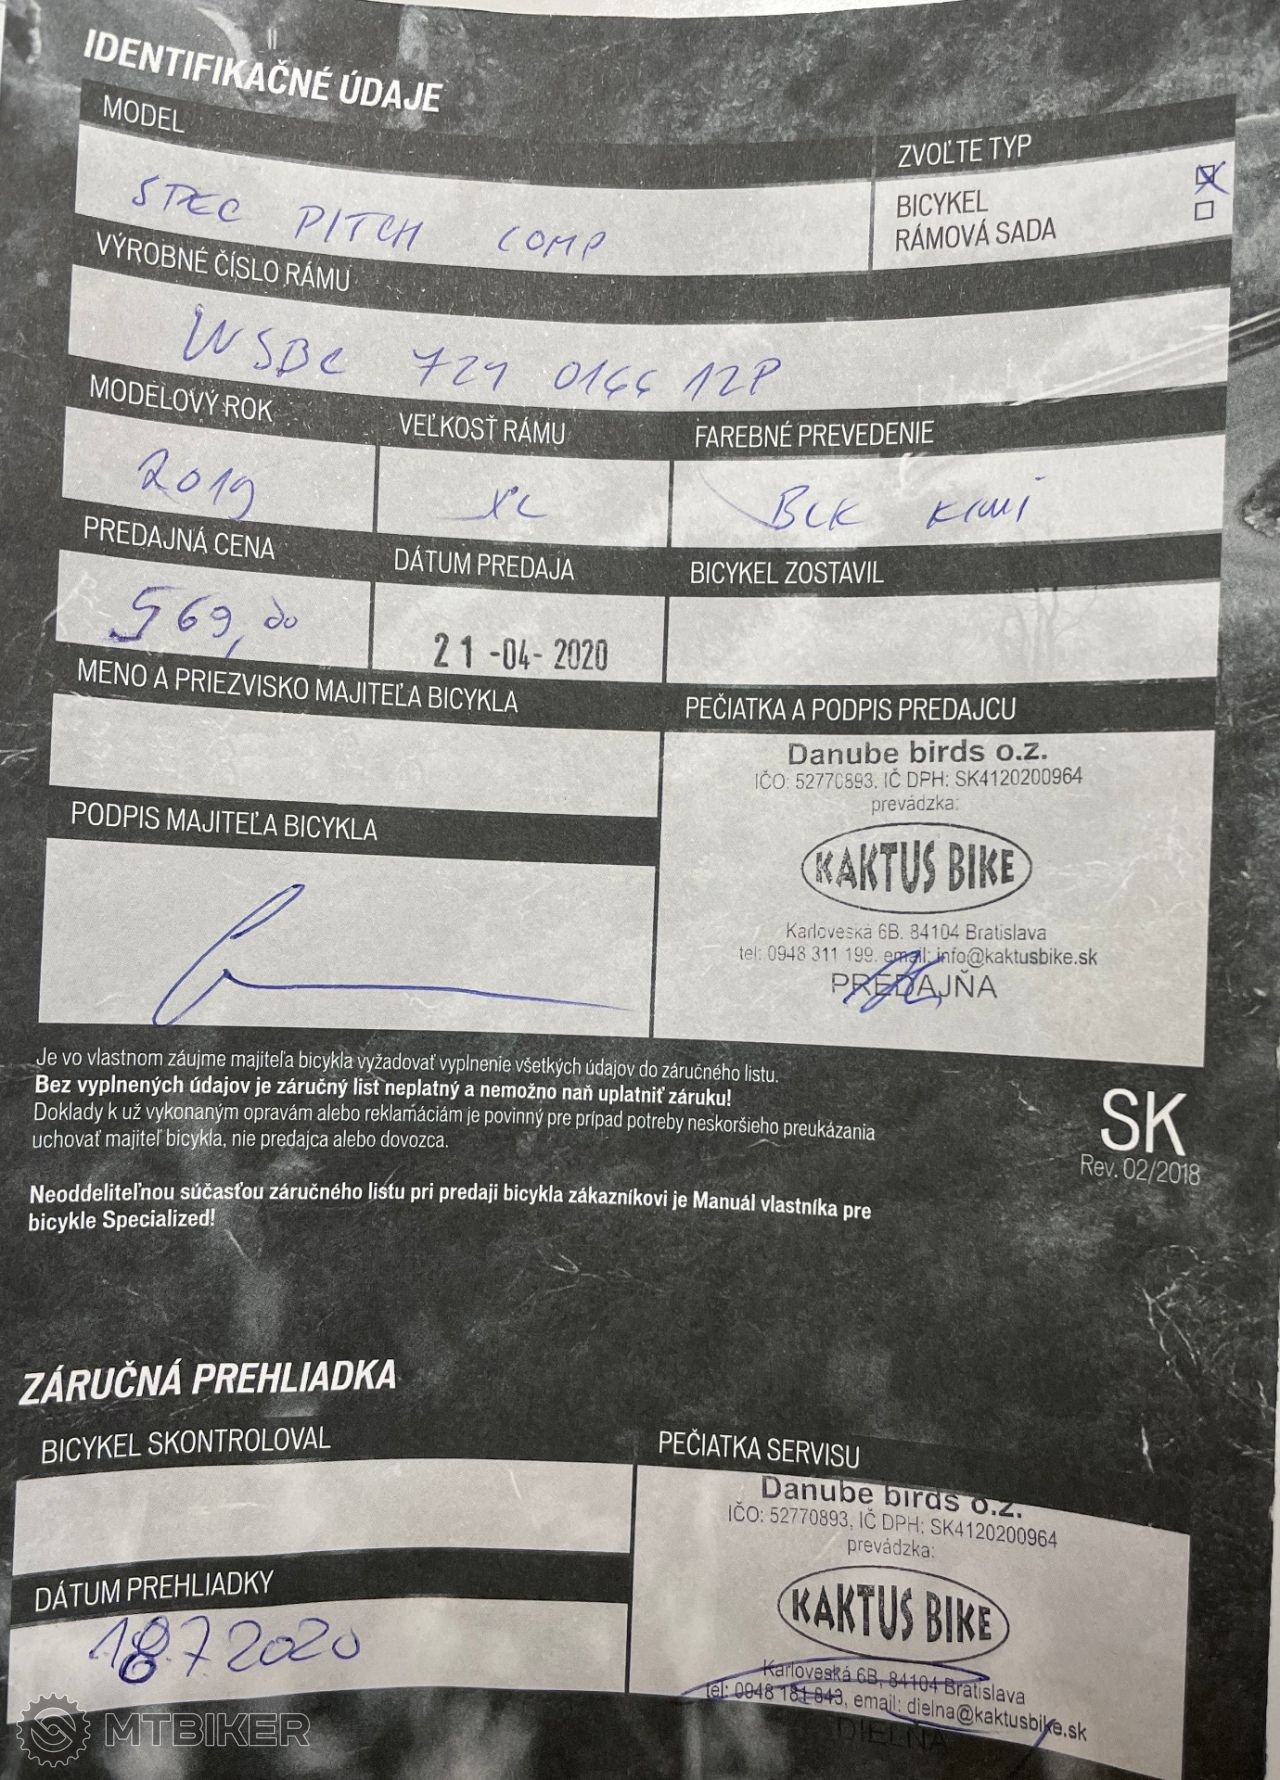 IDENTIFIKAČNÉ ÚDAJE
MODEL
ZVOĽTE TYP
SPEC PITCH COMP
BICYKEL
RÁMOVÁ SADA
VÝROBNÉ ČÍSLO RÁMU
WSBC 721 0166 12P
MODELOVÝ ROK
VEĽKOSŤ RÁMU
FAREBNÉ PREVEDENIE
2019
XL
BLK
PREDAJNÁ CENA
DÁTUM PREDAJA
BICYKEL ZOSTAVIL
569,00
21 -04- 2020
MENO A PRIEZVISKO MAJITEĽA BICYKLA
PEČIATKA A PODPIS PREDAJCU
Danube birds o.z.
IČO: 52770893, IČ DPH: SK4120200964
prevádzka:
KAKTUS BIKE
Karloveská 6B, 84104 Bratislava
tel: 0948 311 199, email: info@kaktusbike.sk
PREDAJŇA
PODPIS MAJITEĽA BICYKLA
Je vo vlastnom záujme majiteľa bicykla vyžadovať vyplnenie všetkých údajov do záručného listu.
Bez vyplnených údajov je záručný list neplatný a nemožno naň uplatniť záruku!
Doklady k už vykonaným opravám alebo reklamáciám je povinný pre prípad potreby neskoršieho preukázania
uchovať majiteľ bicykla, nie predajca alebo dovozca.
SK
Rev. 02/2018
Neoddeliteľnou súčasťou záručného listu pri predaji bicykla zákazníkovi je Manuál vlastníka pre
bicykle Specialized!
ZÁRUČNÁ PREHLIADKA
BICYKEL SKONTROLOVAL
PEČIATKA SERVISU
Danube birds o.z.
IČO: 52770893, IČ DPH: SK4120200964
prevádzka:
KAKTUS BIKE
Karloveská 6B, 84104 Bratislava
tel: 0948 181 843, email: dielna@kaktusbike.sk
DIELŇA
DÁTUM PREHLIADKY
18 7 2020
MTBIKER